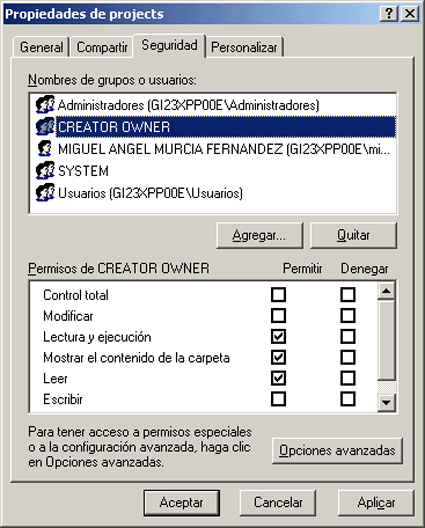 Propiedades de projects
General Compartir Seguridad Personalizar
Nombres de grupos o usuarios:
Administradores (GI23XPP00E\Administradores)
CREATOR OWNER
MIGUEL ANGEL MURCIA FERNANDEZ (GI23XPP00E\mi...
SYSTEM
Usuarios (GI23XPP00E\Usuarios)
Agregar... Quitar
Permisos de CREATOR OWNER Permitir Denegar
Control total
Modificar
Lectura y ejecución
Mostrar el contenido de la carpeta
Leer
Escribir
Para tener acceso a permisos especiales
o a la configuración avanzada, haga clic
en Opciones avanzadas.
Opciones avanzadas
Aceptar Cancelar Aplicar